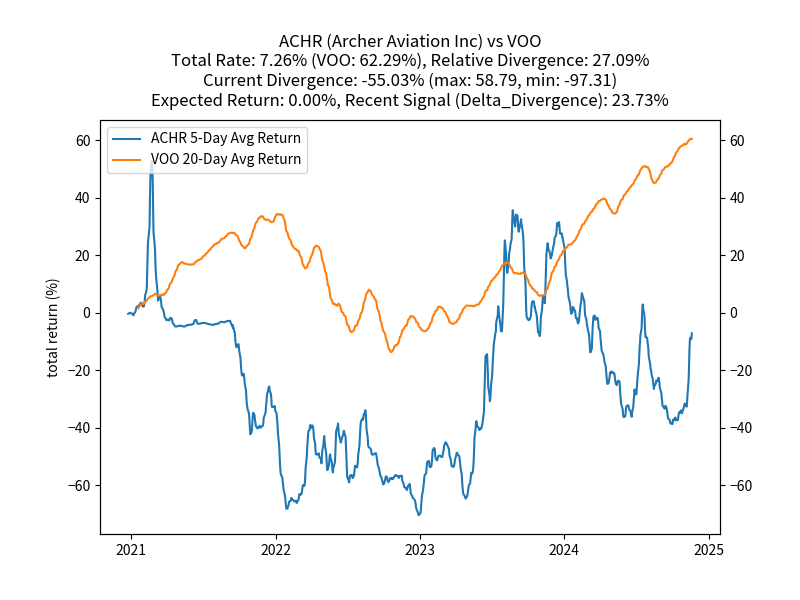 ACHR (Archer Aviation Inc) vs VOO
Total Rate: 7.26% (VOO: 62.29%), Relative Divergence: 27.09%
Current Divergence: -55.03% (max: 58.79, min: -97.31)
Expected Return: 0.00%, Recent Signal (Delta_Divergence): 23.73%
ACHR 5-Day Avg Return
VOO 20-Day Avg Return
total return (%)
60
40
20
0
−20
−40
−60
60
40
20
0
−20
−40
−60
2021
2022
2023
2024
2025